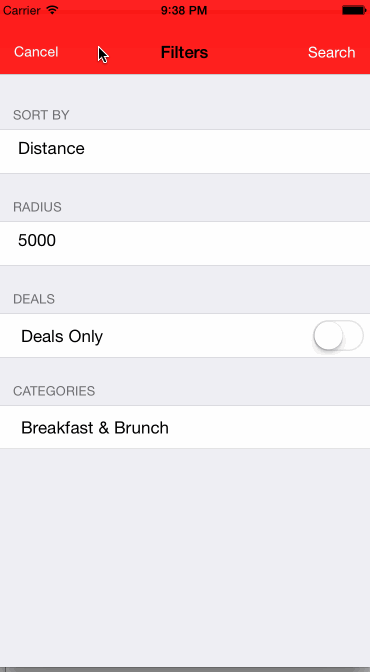 Carrier 9:38 PM
Cancel Filters Search
SORT BY
Distance
RADIUS
5000
DEALS
Deals Only
CATEGORIES
Breakfast & Brunch